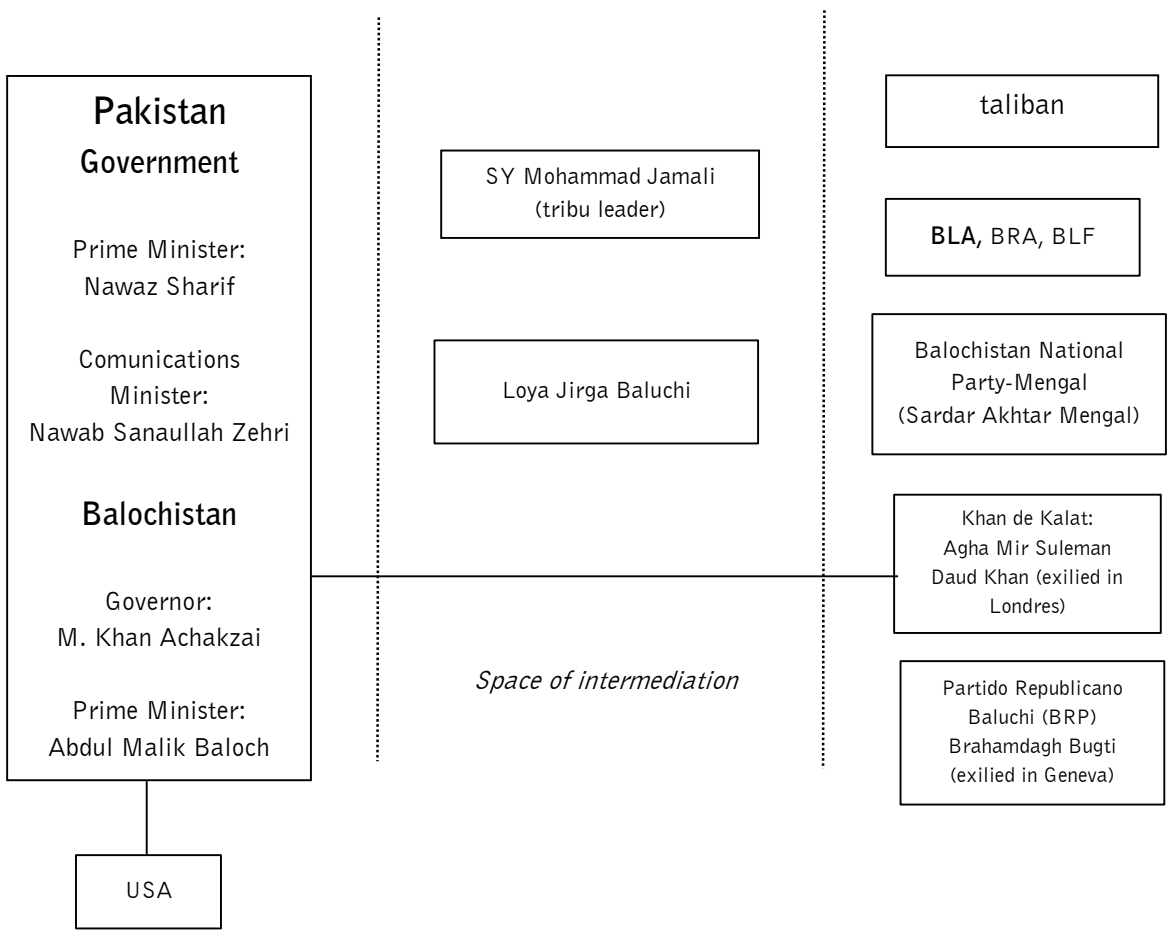 Pakistan
Government
Prime Minister:
Nawaz Sharif
Comunications
Minister:
Nawab Sanaullah Zehri
Balochistan
Governor:
M. Khan Achakzai
Prime Minister:
Abdul Malik Baloch
USA
SY Mohammad Jamali
(tribu leader)
Loya Jirga Baluchi
Space of intermediation
taliban
BLA, BRA, BLF
Balochistan National
Party-Mengal
(Sardar Akhtar Mengal)
Khan de Kalat:
Agha Mir Suleman
Daud Khan (exilied in
Londres)
Partido Republicano
Baluchi (BRP)
Brahamdagh Bugti
(exilied in Geneva)